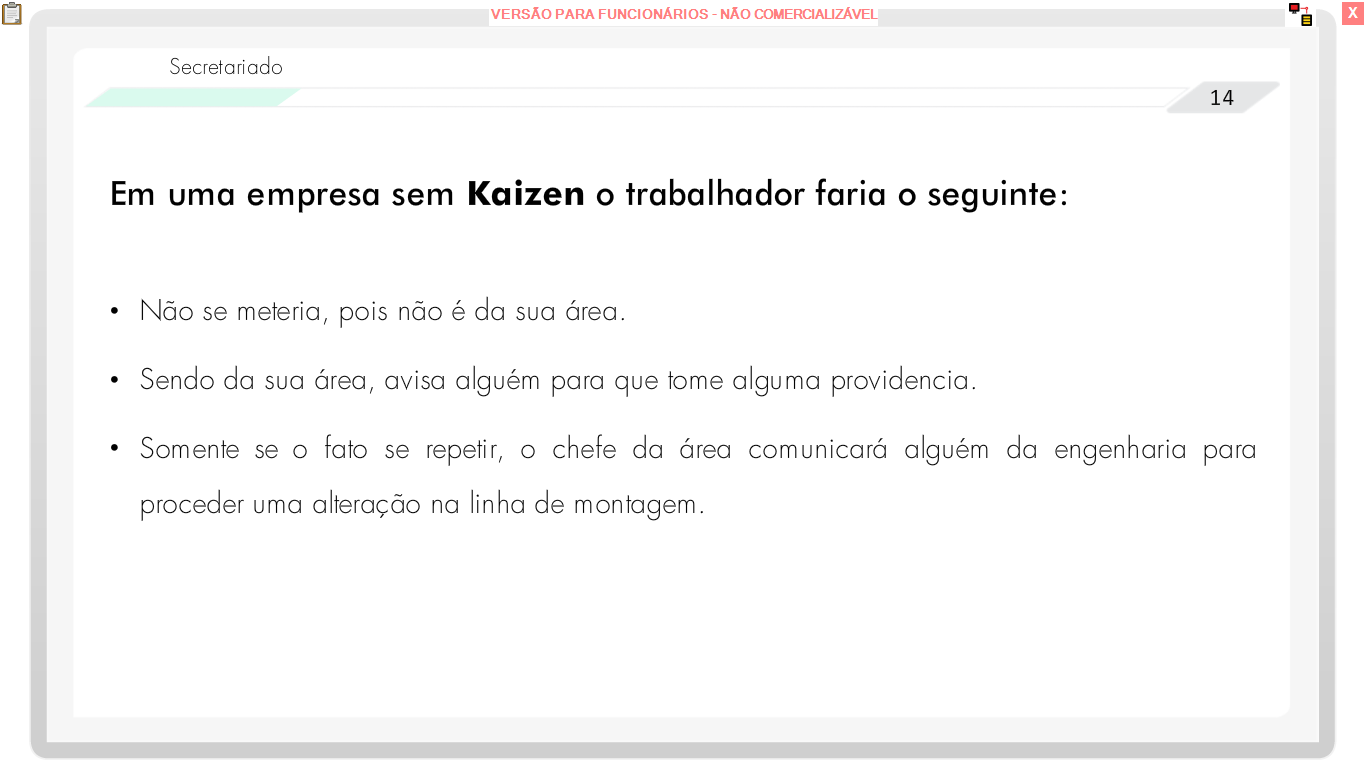 VERSÃO PARA FUNCIONÁRIOS - NÃO COMERCIALIZÁVEL
X
Secretariado
14
Em uma empresa sem Kaizen o trabalhador faria o seguinte:
• Não se meteria, pois não é da sua área.
• Sendo da sua área, avisa alguém para que tome alguma providencia.
• Somente se o fato se repetir, o chefe da área comunicará alguém da engenharia para
proceder uma alteração na linha de montagem.